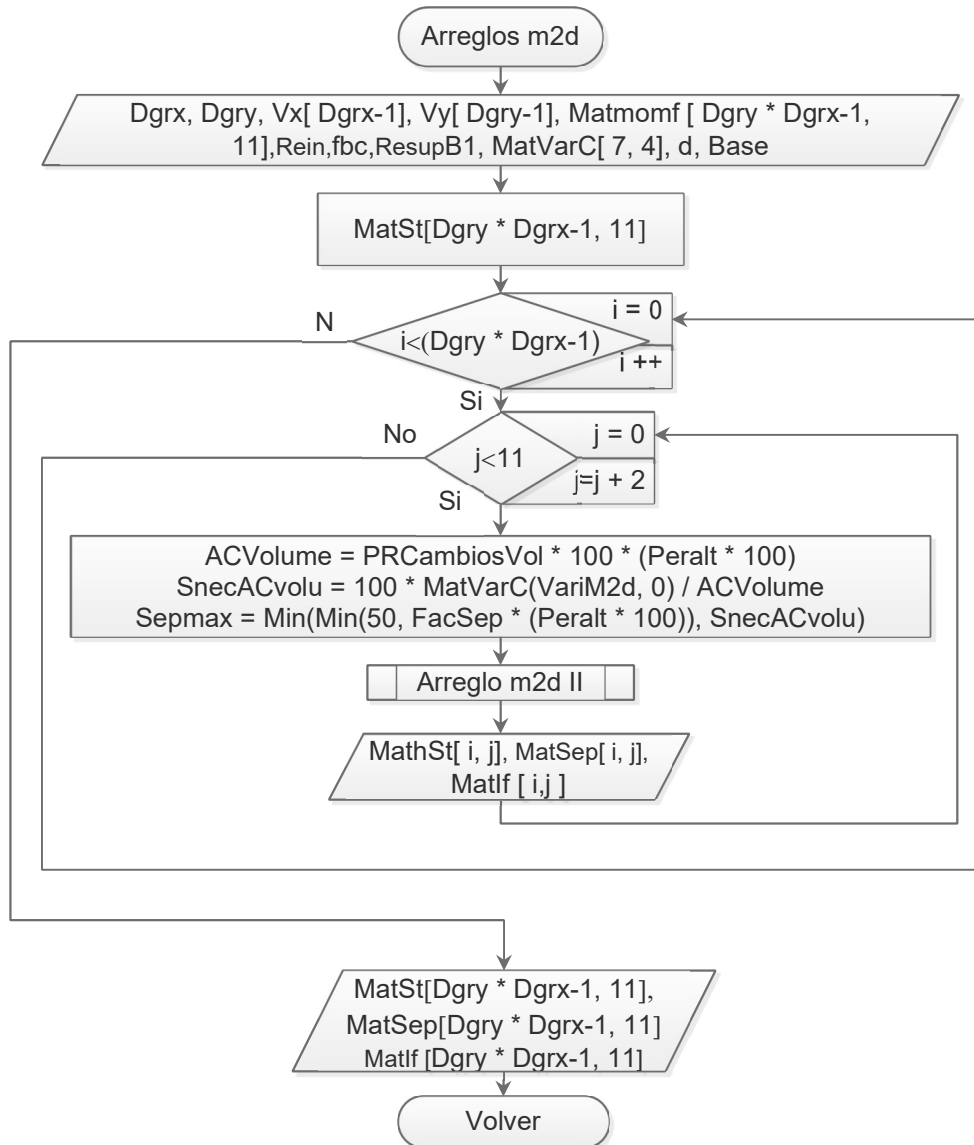 Arreglos m2d
Dgrx, Dgry, Vx[ Dgrx-1], Vy[ Dgry-1], Matmomf [ Dgry * Dgrx-1,
11],Rein,fbc,ResupB1, MatVarC[ 7, 4], d, Base
MatSt[Dgry * Dgrx-1, 11]
i = 0
N
i<(Dgry * Dgrx-1)
i ++
Si
No
j = 0
j<11
j=j + 2
Si
ACVolume = PRCambiosVol * 100 * (Peralt * 100)
SnecACvolu = 100 * MatVarC(VariM2d, 0) / ACVolume
Sepmax = Min(Min(50, FacSep * (Peralt * 100)), SnecACvolu)
Arreglo m2d II
MathSt[ i, j], MatSep[ i, j],
MatIf [ i,j ]
MatSt[Dgry * Dgrx-1, 11],
MatSep[Dgry * Dgrx-1, 11]
MatIf [Dgry * Dgrx-1, 11]
Volver